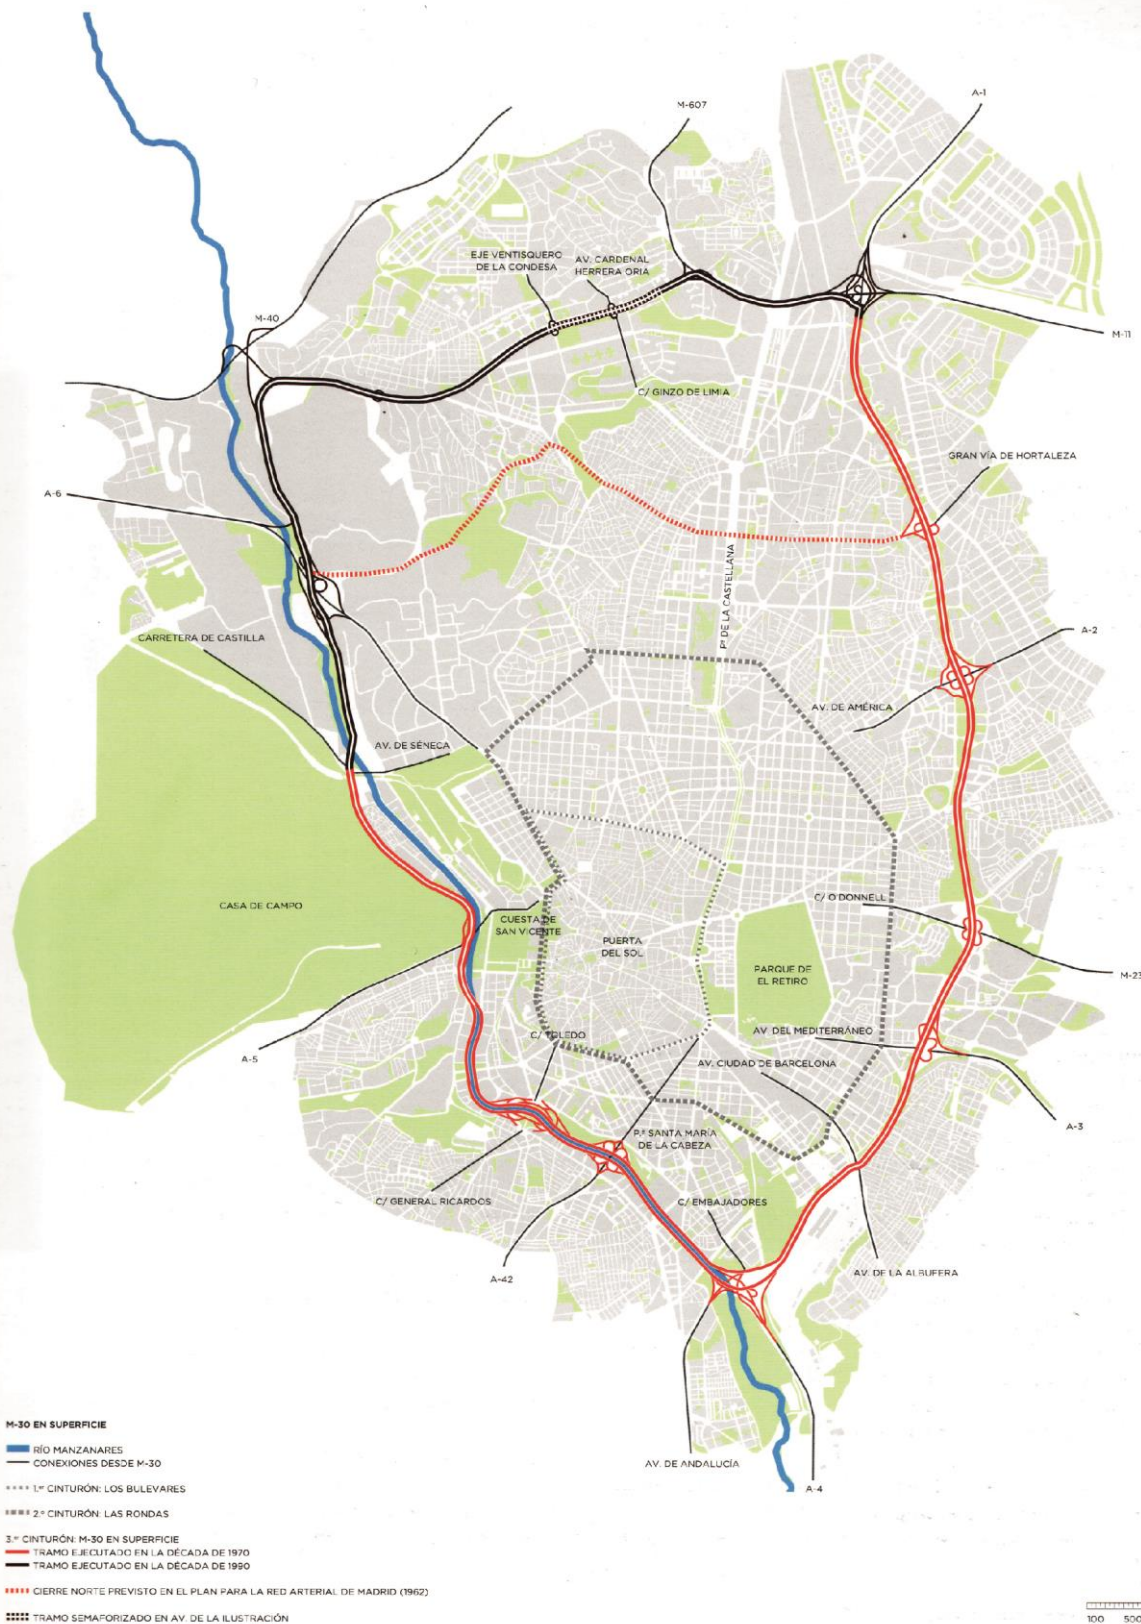 M-607
A-1
EJE VENTISQUERO
DE LA CONDESA
AV. CARDENAL
HERRERA ORIA
M-40
M-11
C/ GINZO DE LIMIA
GRAN VÍA DE HORTALEZA
A-6
Pº DE LA CASTELLANA
CARRETERA DE CASTILLA
A-2
AV. DE AMÉRICA
AV. DE SÉNECA
C/ O'DONNELL
CASA DE CAMPO
CUESTA DE
SAN VICENTE
PUERTA
DEL SOL
PARQUE DE
EL RETIRO
M-23
C/ TOLEDO
AV. DEL MEDITERRÁNEO
A-5
AV. CIUDAD DE BARCELONA
A-3
P.º SANTA MARÍA
DE LA CABEZA
C/ GENERAL RICARDOS
C/ EMBAJADORES
A-42
AV. DE LA ALBUFERA
AV. DE ANDALUCÍA
A-4
M-30 EN SUPERFICIE
RÍO MANZANARES
CONEXIONES DESDE M-30
1.er CINTURÓN: LOS BULEVARES
2.º CINTURÓN: LAS RONDAS
3.er CINTURÓN: M-30 EN SUPERFICIE
TRAMO EJECUTADO EN LA DÉCADA DE 1970
TRAMO EJECUTADO EN LA DÉCADA DE 1990
CIERRE NORTE PREVISTO EN EL PLAN PARA LA RED ARTERIAL DE MADRID (1962)
TRAMO SEMAFORIZADO EN AV. DE LA ILUSTRACIÓN
100 500